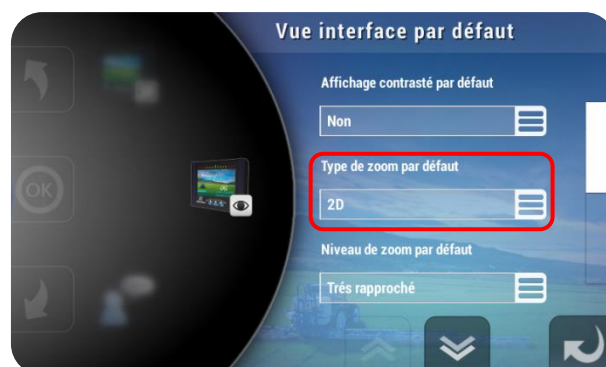 Vue interface par défaut
Affichage contrasté par défaut
Non
Type de zoom par défaut
2D
OK
Niveau de zoom par défaut
Trés rapproché